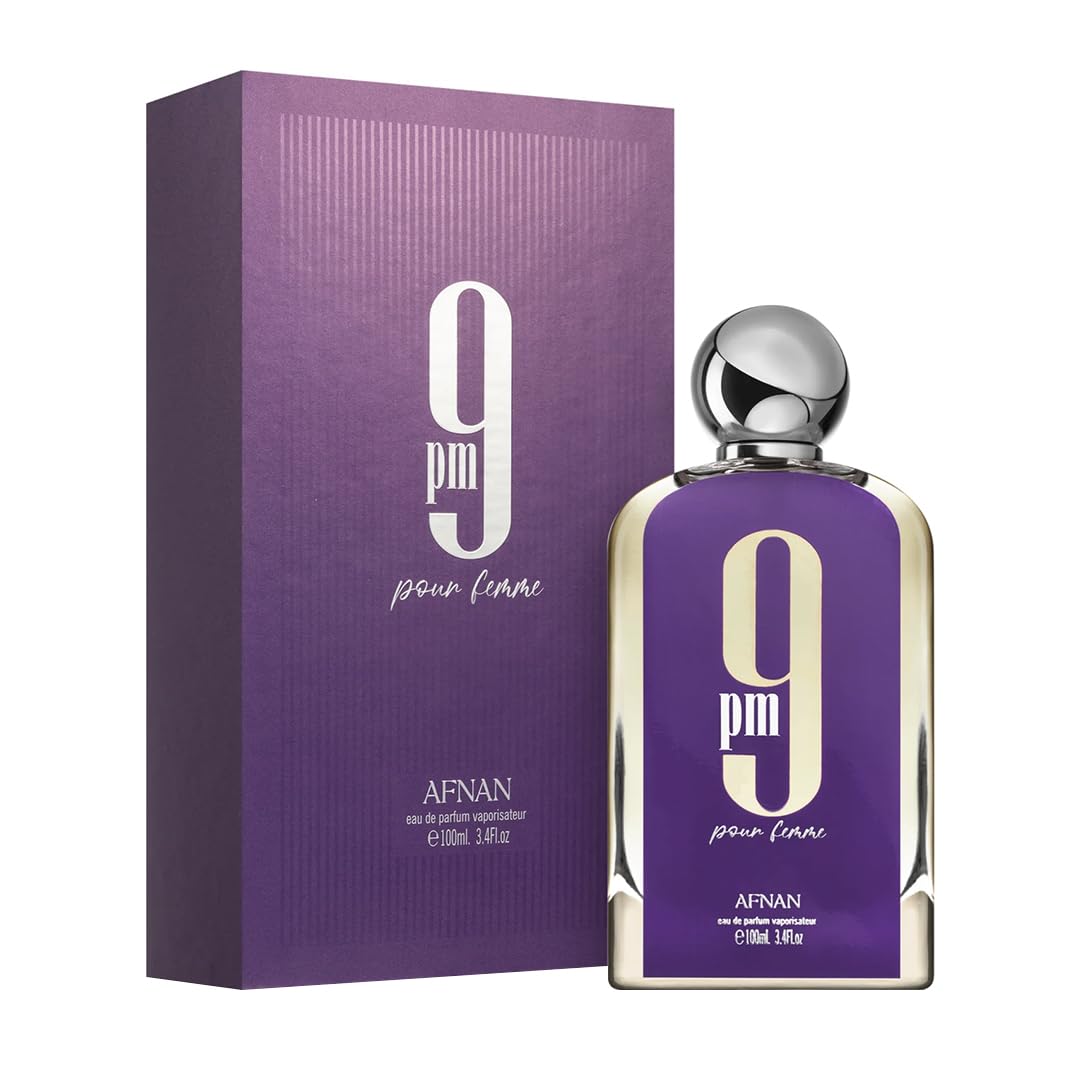 9
pm
pour femme
AFNAN
eau de parfum vaporisateur
℮100ml. 3.4Fl.oz
9
pm
pour femme
AFNAN
eau de parfum vaporisateur
℮100ml. 3.4Fl.oz